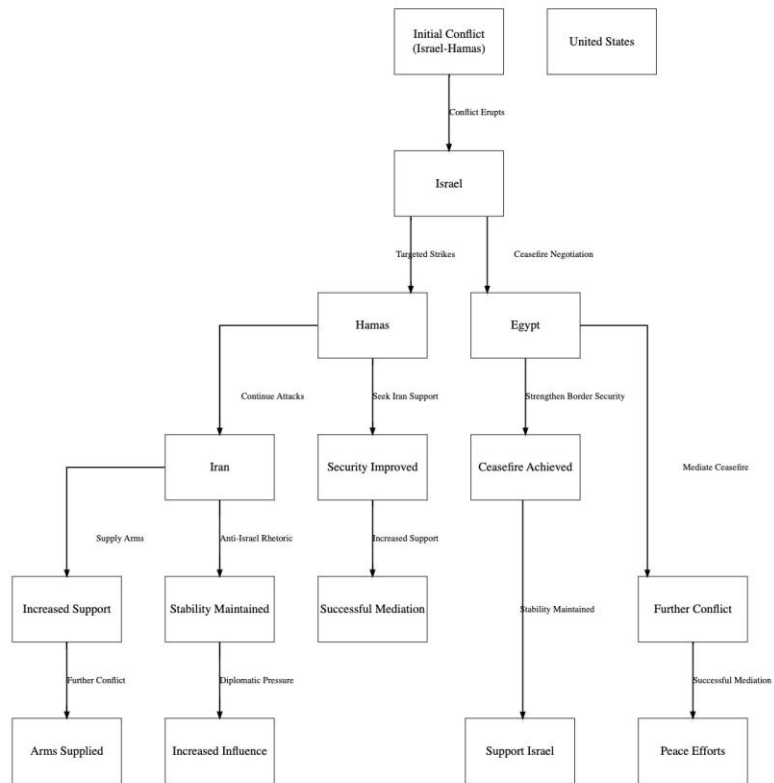 Initial Conflict
(Israel-Hamas)
United States
Conflict Erupts
Israel
Targeted Strikes
Ceasefire Negotiation
Hamas
Egypt
Continue Attacks
Seek Iran Support
Strengthen Border Security
Mediate Ceasefire
Iran
Security Improved
Ceasefire Achieved
Supply Arms
Anti-Israel Rhetoric
Increased Support
Increased Support
Stability Maintained
Successful Mediation
Stability Maintained
Further Conflict
Further Conflict
Diplomatic Pressure
Successful Mediation
Arms Supplied
Increased Influence
Support Israel
Peace Efforts